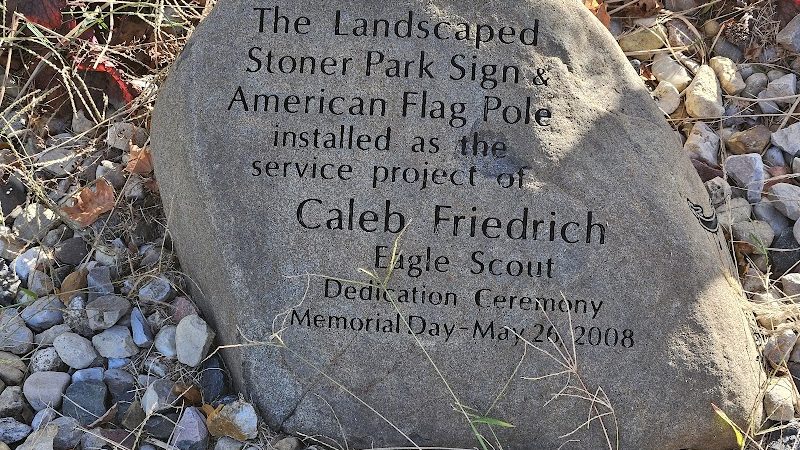 The Landscaped
Stoner Park Sign &
American Flag Pole
installed as the
service project of
Caleb Friedrich
Eagle Scout
Dedication Ceremony
Memorial Day-May 26, 2008